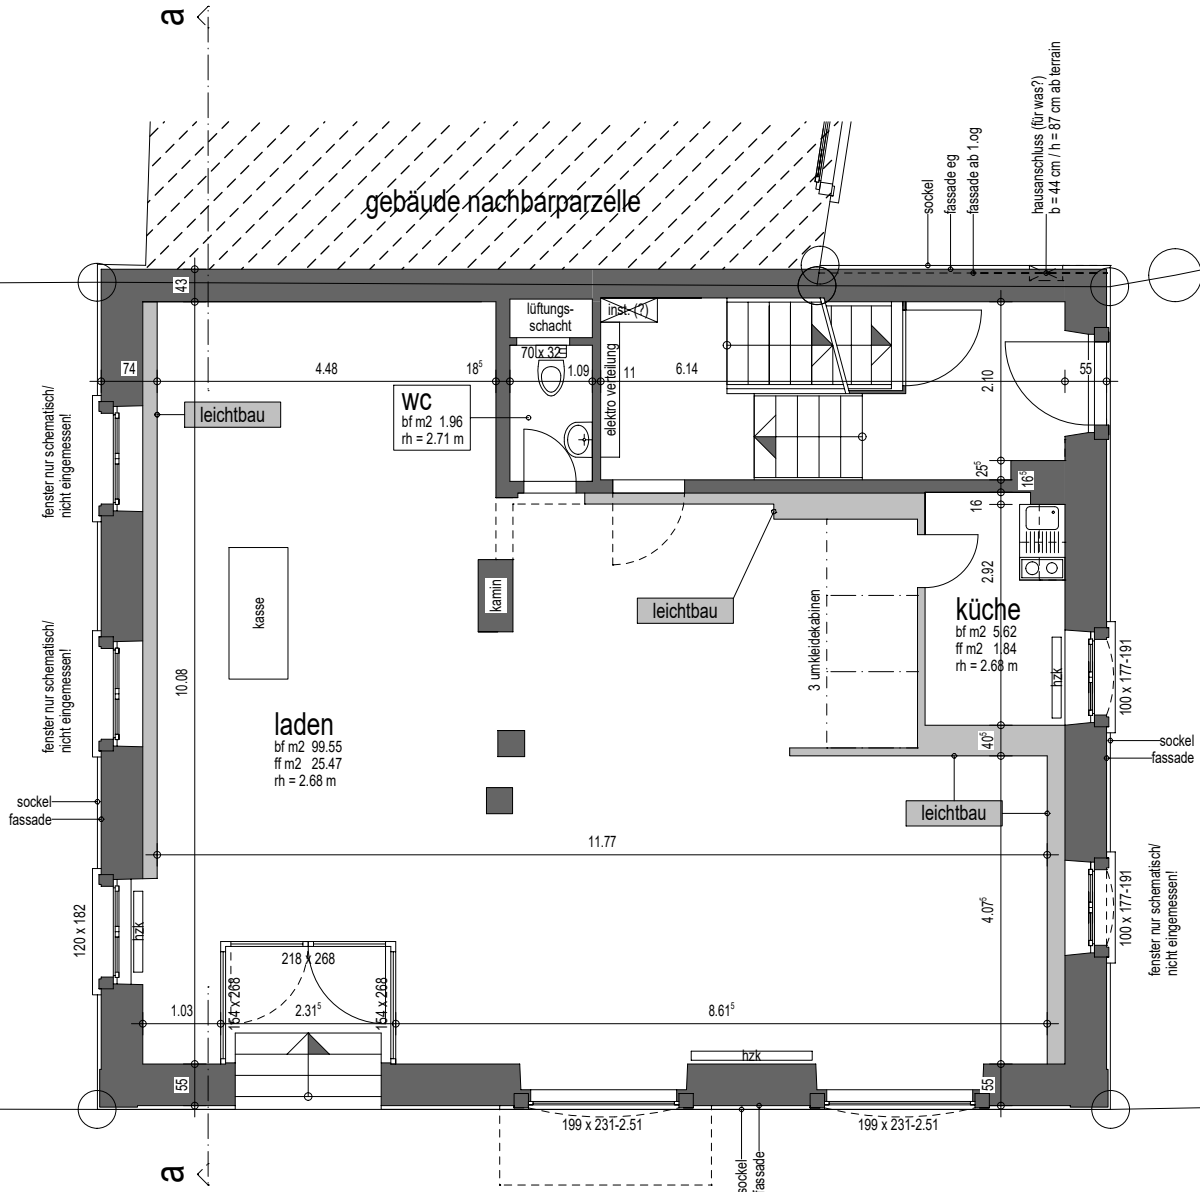 a
gebäude nachbarparzelle
sockel
fassade eg
fassade ab 1.og
hausanschluss (für was?)
b = 44 cm / h = 87 cm ab terrain
43
lüftungs-
schacht
inst. (?)
70 x 32
74
4.48
18⁵
1.09
11
6.14
2.10
55
fenster nur schematisch/
nicht eingemessen!
leichtbau
WC
bf m2 1.96
rh = 2.71 m
elektro verteilung
25⁵
16⁵
16
2.92
kasse
kamin
leichtbau
3 umkleidekabinen
küche
bf m2 5.62
ff m2 1.84
rh = 2.68 m
hzk
100 x 177-191
fenster nur schematisch/
nicht eingemessen!
10.08
laden
bf m2 99.55
ff m2 25.47
rh = 2.68 m
40⁵
sockel
fassade
sockel
fassade
leichtbau
11.77
120 x 182
hzk
4.07⁵
100 x 177-191
fenster nur schematisch/
nicht eingemessen!
218 x 268
154 x 268
154 x 268
1.03
2.31⁵
8.61⁵
hzk
55
55
199 x 231-2.51
199 x 231-2.51
sockel
fassade
a